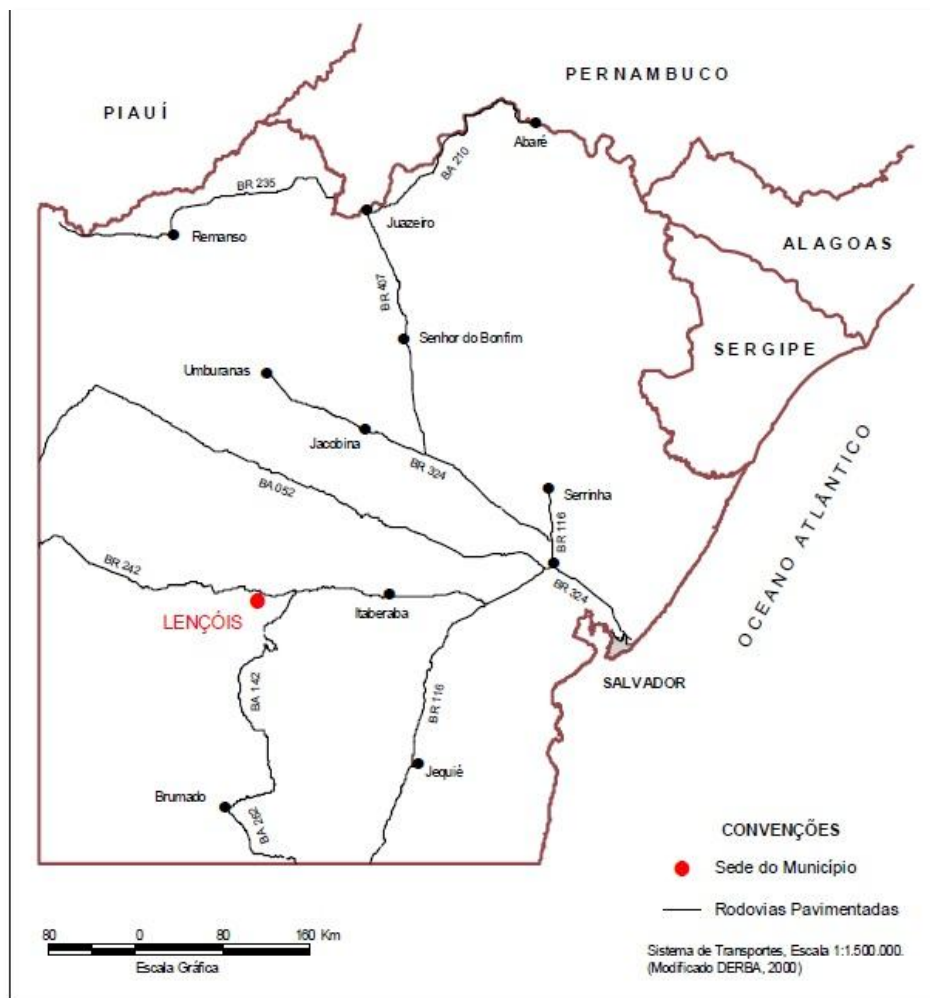 PERNAMBUCO
PIAUÍ
Abaré
BA 210
BR 235
Juazeiro
Remanso
ALAGOAS
BR 407
Senhor do Bonfim
SERGIPE
Umburanas
Jacobina
BR 324
BA 052
Serrinha
OCEANO ATLÂNTICO
BR 116
BR 242
BR 324
LENÇÓIS
Itaberaba
SALVADOR
BA 142
BR 116
Jequié
Brumado
BA 262
CONVENÇÕES
Sede do Município
Rodovias Pavimentadas
80 0 80 160 Km
Escala Gráfica
Sistema de Transportes, Escala 1:1.500.000.
(Modificado DERBA, 2000)